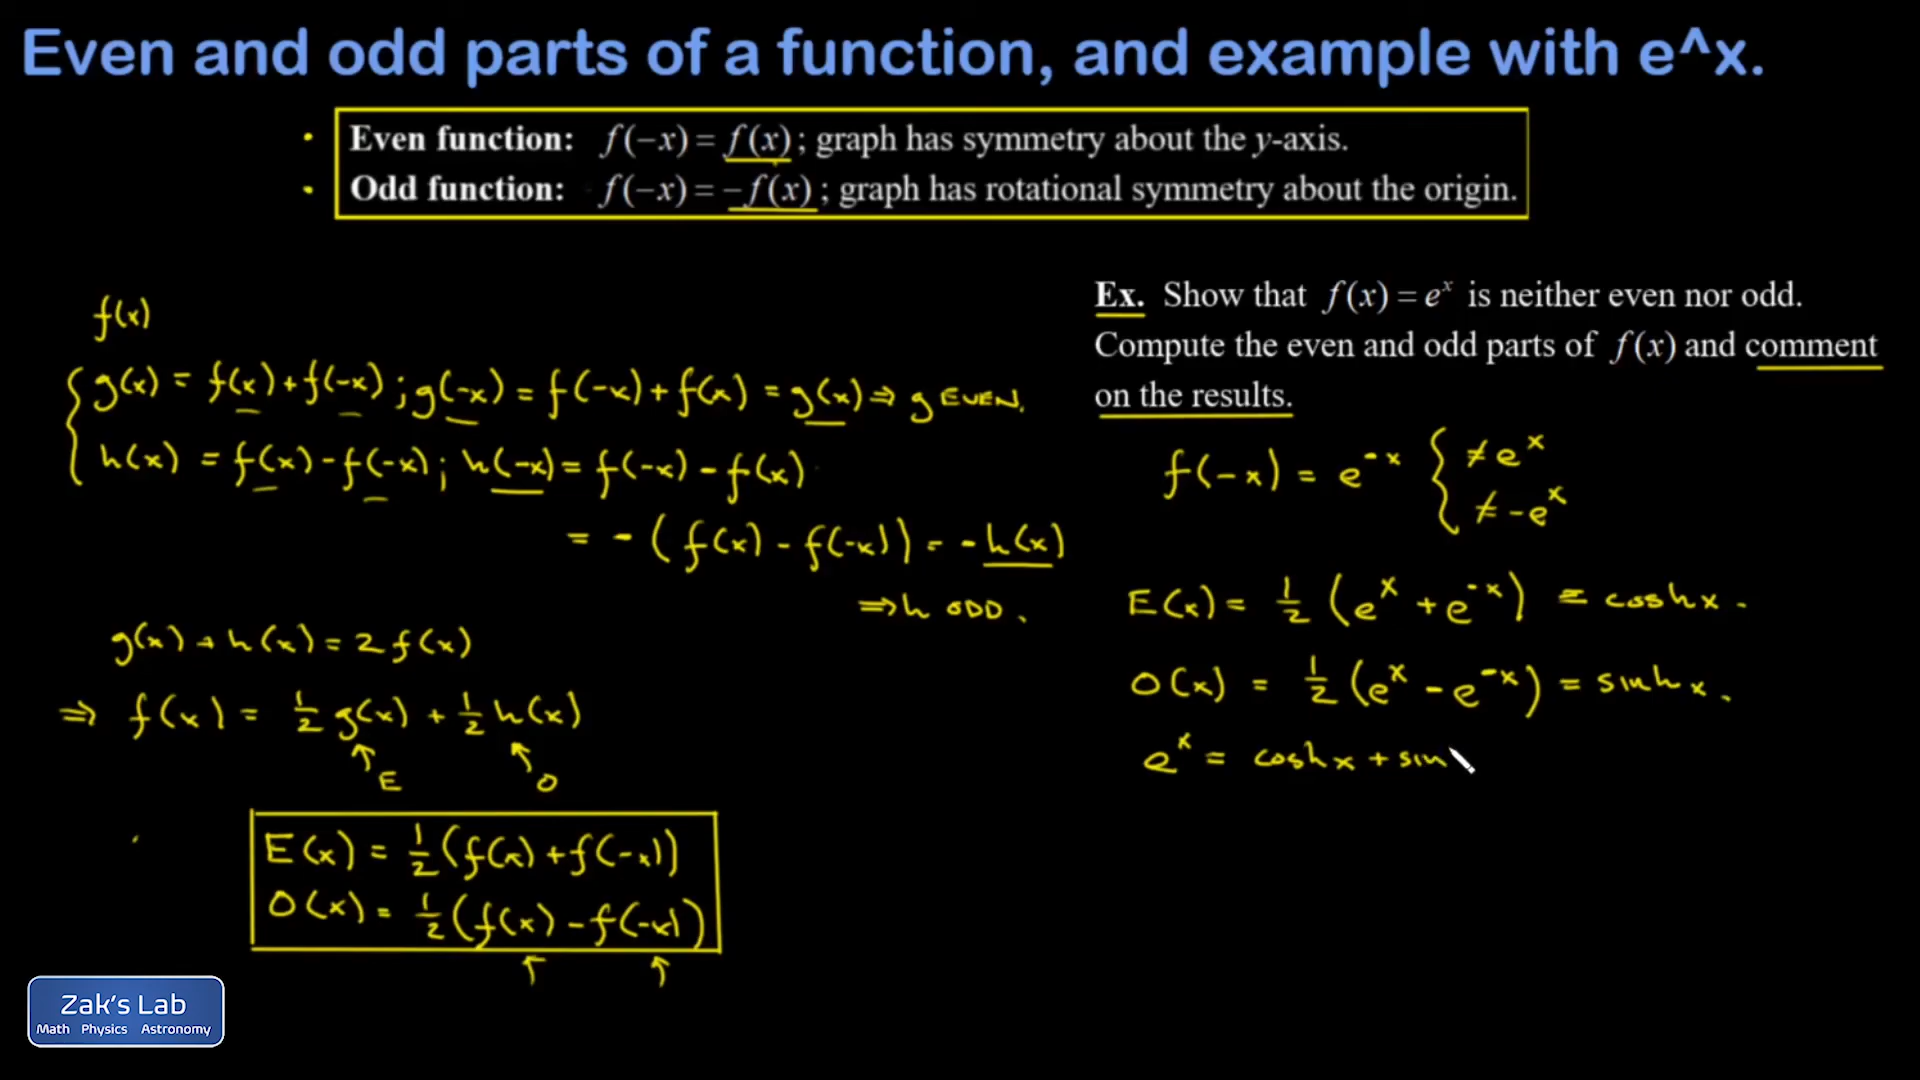 Even and odd parts of a function, and example with e^x.
• Even function: f(−x) = f(x); graph has symmetry about the y-axis.
• Odd function: f(−x) = −f(x); graph has rotational symmetry about the origin.
f(x)
g(x) = f(x) + f(-x); g(-x) = f(-x) + f(x) = g(x) ⇒ g EVEN.
h(x) = f(x) - f(-x); h(-x) = f(-x) - f(x)
= - (f(x) - f(-x)) = - h(x)
⇒ h ODD.
g(x) + h(x) = 2 f(x)
⇒ f(x) = 1/2 g(x) + 1/2 h(x)
↑ E ↑ O
E(x) = 1/2 (f(x) + f(-x))
O(x) = 1/2 (f(x) - f(-x))
↑ ↑
Ex. Show that f(x) = e^x is neither even nor odd.
Compute the even and odd parts of f(x) and comment
on the results.
f(-x) = e^-x { ≠ e^x
≠ - e^x
E(x) = 1/2 (e^x + e^-x) = cosh x.
O(x) = 1/2 (e^x - e^-x) = sinh x.
e^x = cosh x + sin
Zak's Lab
Math Physics Astronomy